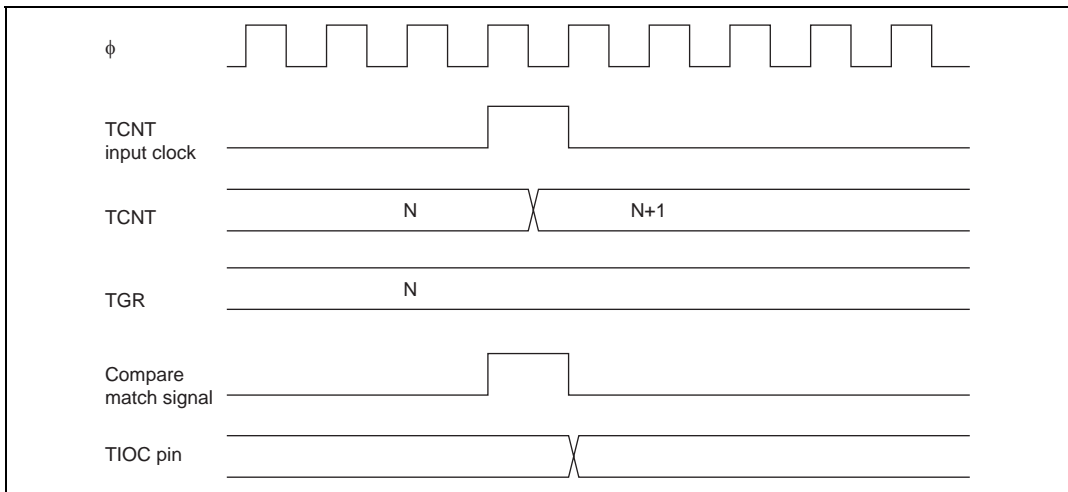 ϕ
TCNT
input clock
TCNT N N+1
TGR N
Compare
match signal
TIOC pin